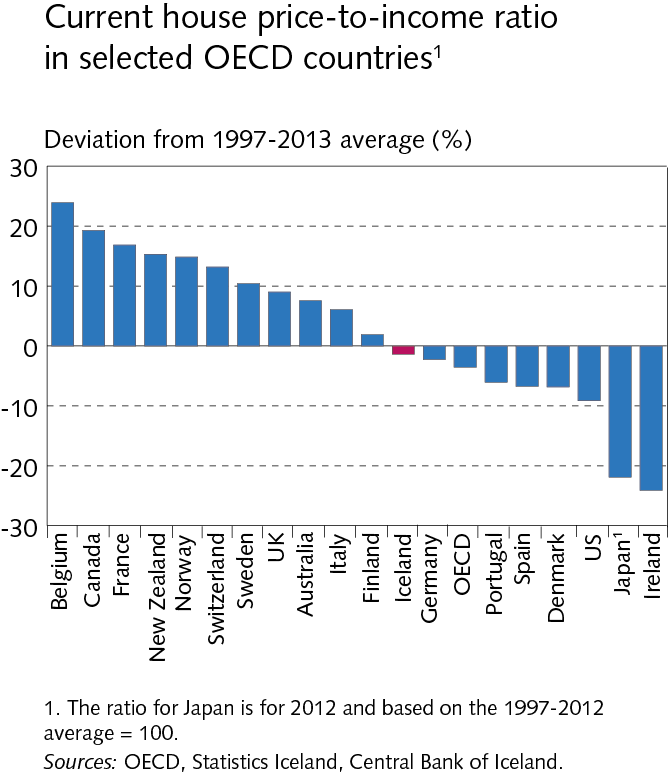 Current house price-to-income ratio
in selected OECD countries¹
Deviation from 1997-2013 average (%)
30
20
10
0
-10
-20
-30
Belgium
Canada
France
New Zealand
Norway
Switzerland
Sweden
UK
Australia
Italy
Finland
Iceland
Germany
OECD
Portugal
Spain
Denmark
US
Japan¹
Ireland
1. The ratio for Japan is for 2012 and based on the 1997-2012
average = 100.
Sources: OECD, Statistics Iceland, Central Bank of Iceland.